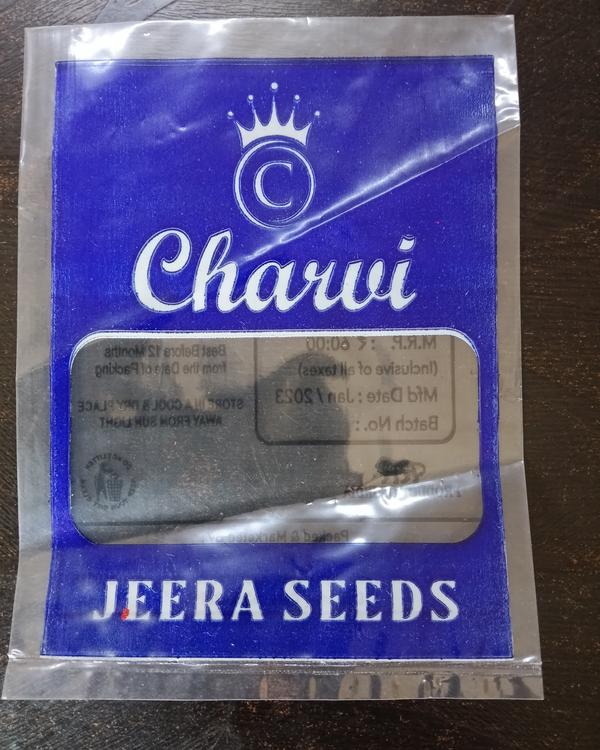 C
Charvi
Best Before 12 Months
from the Date of Packing
STORE IN A COOL & DRY PLACE
AWAY FROM SUN LIGHT
M.R.P. : ₹ 60:00
(Inclusive of all taxes)
Mfd Date : Jan / 2023
Batch No. :
Packed & Marketed By :
JEERA SEEDS